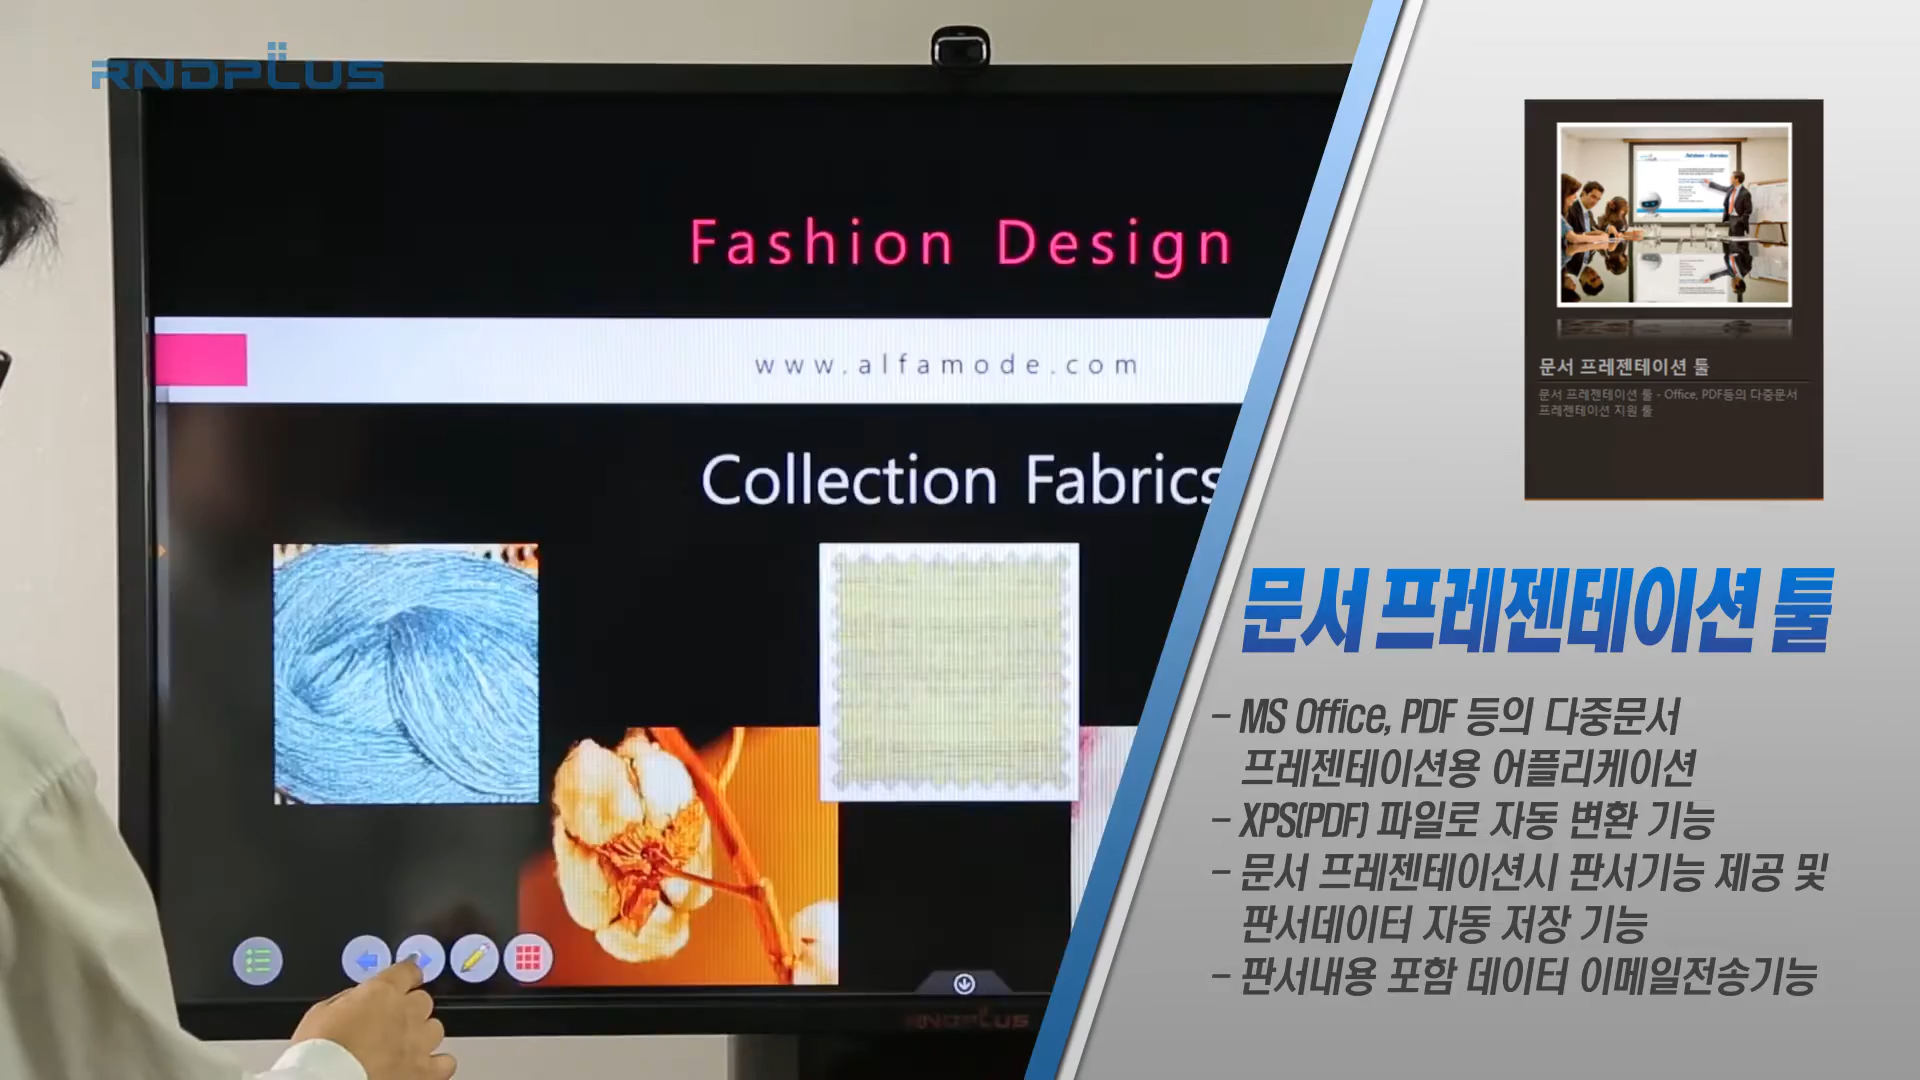 RNDPLUS
Fashion Design
www.alfamode.com
Collection Fabrics
RNDPLUS
문서 프레젠테이션 툴
문서 프레젠테이션 툴 - Office, PDF등의 다중문서
프레젠테이션 지원 툴
문서 프레젠테이션 툴
- MS Office, PDF 등의 다중문서
프레젠테이션용 어플리케이션
- XPS(PDF) 파일로 자동 변환 기능
- 문서 프레젠테이션시 판서기능 제공 및
판서데이터 자동 저장 기능
- 판서내용 포함 데이터 이메일전송기능